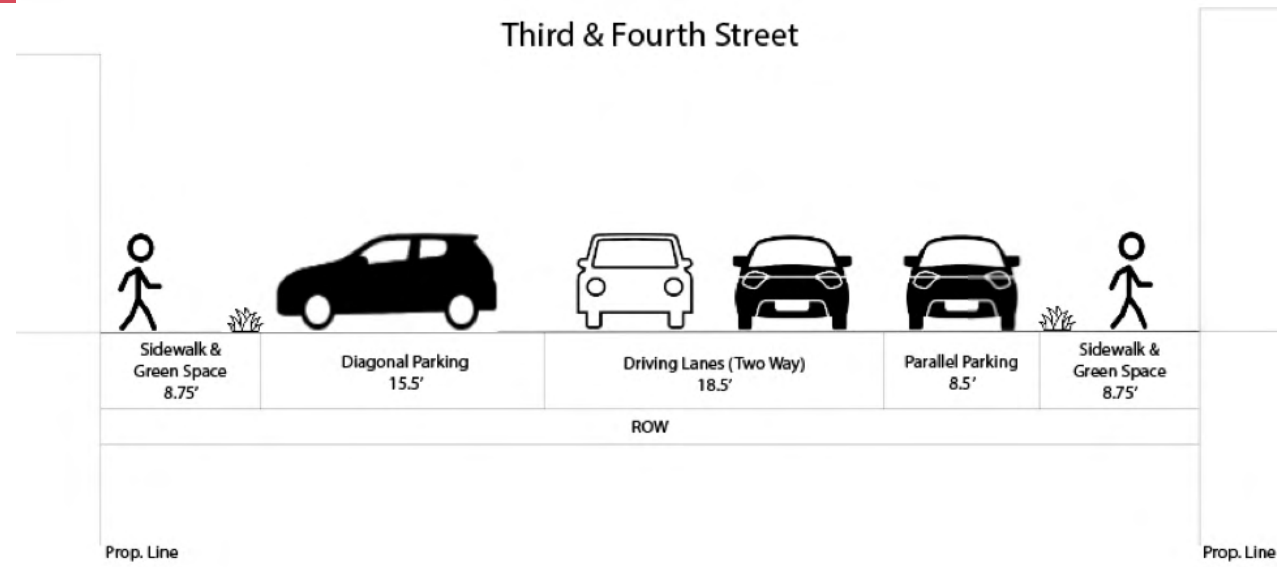 Third & Fourth Street
Sidewalk &
Green Space
8.75’
Diagonal Parking
15.5’
Driving Lanes (Two Way)
18.5’
Parallel Parking
8.5’
Sidewalk &
Green Space
8.75’
ROW
Prop. Line
Prop. Line